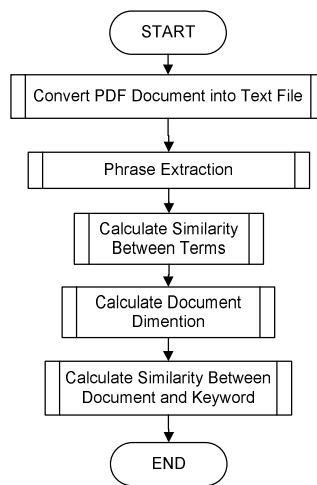 START
Convert PDF Document into Text File
Phrase Extraction
Calculate Similarity
Between Terms
Calculate Document
Dimention
Calculate Similarity Between
Document and Keyword
END